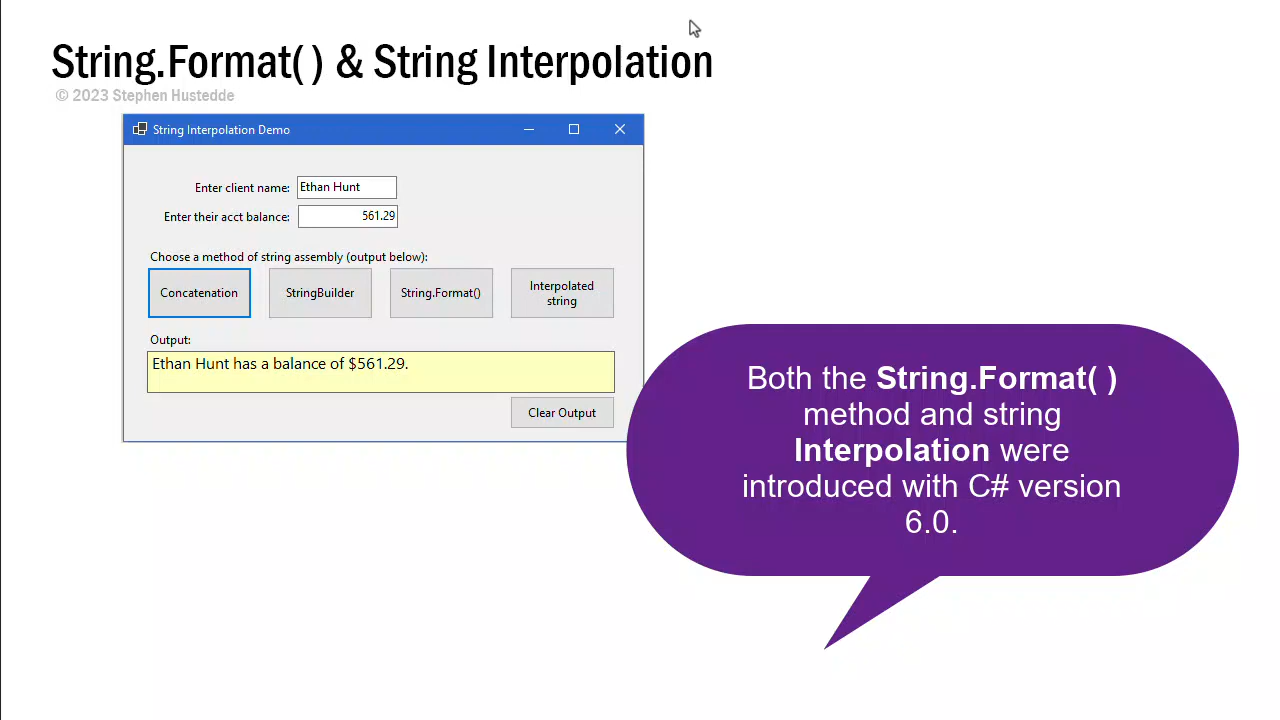 String.Format( ) & String Interpolation
© 2023 Stephen Hustedde
String Interpolation Demo
Enter client name: Ethan Hunt
Enter their acct balance: 561.29
Choose a method of string assembly (output below):
Concatenation
StringBuilder
String.Format()
Interpolated
string
Output:
Ethan Hunt has a balance of $561.29.
Clear Output
Both the String.Format( )
method and string
Interpolation were
introduced with C# version
6.0.